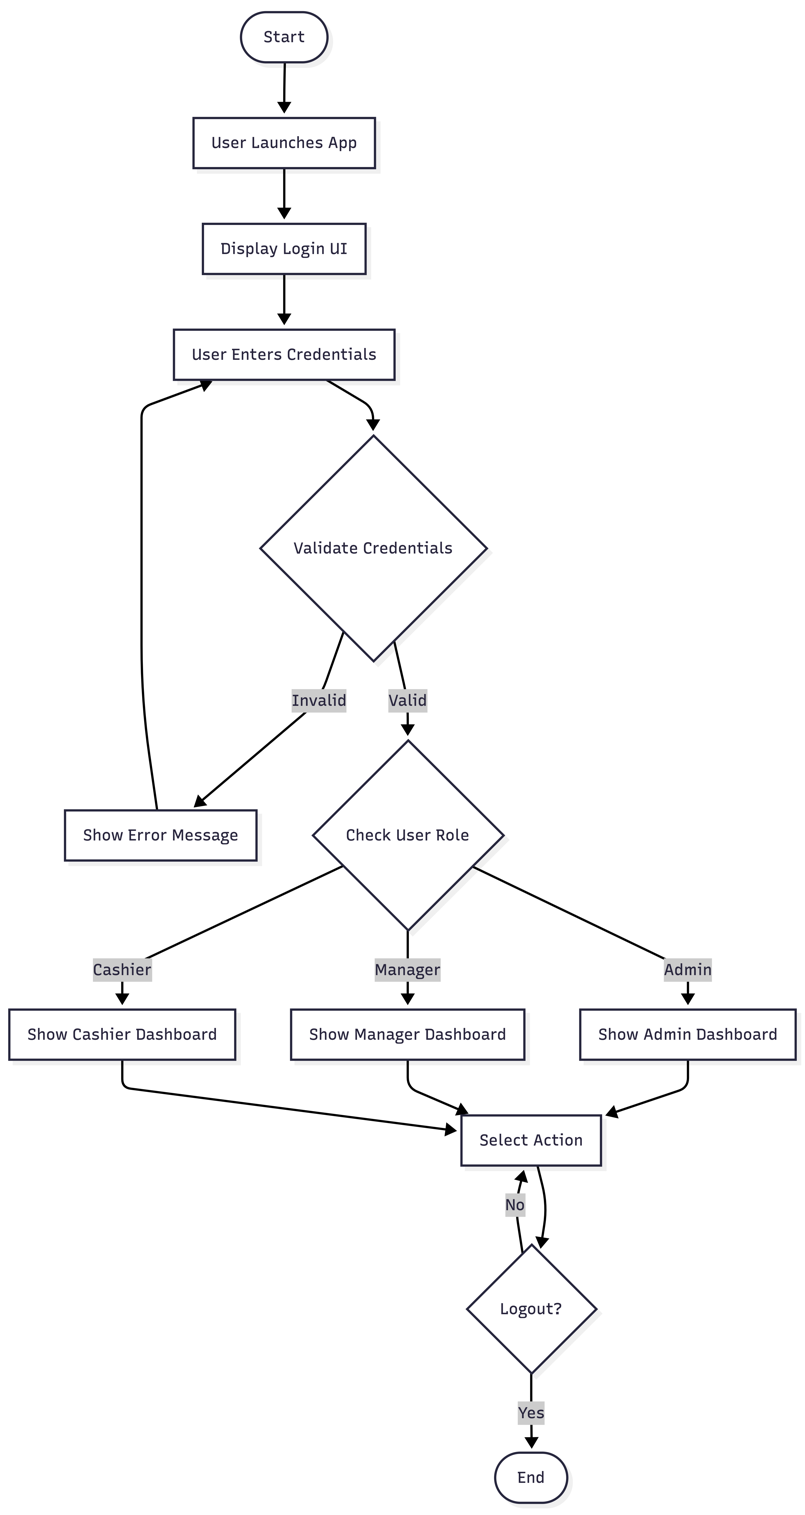 Start
User Launches App
Display Login UI
User Enters Credentials
Validate Credentials
Invalid
Valid
Show Error Message
Check User Role
Cashier
Manager
Admin
Show Cashier Dashboard
Show Manager Dashboard
Show Admin Dashboard
Select Action
No
Logout?
Yes
End